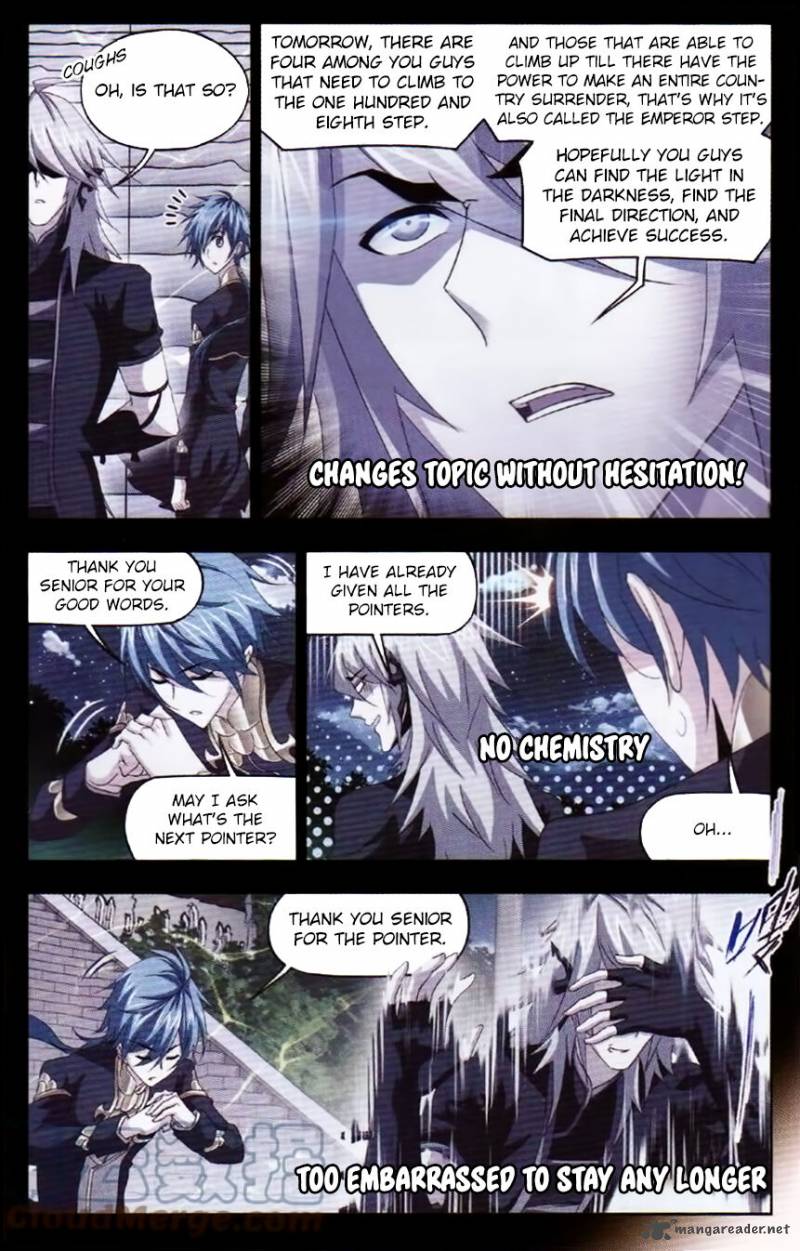 COUGHS
OH, IS THAT SO?
TOMORROW, THERE ARE
FOUR AMONG YOU GUYS
THAT NEED TO CLIMB TO
THE ONE HUNDRED AND
EIGHTH STEP.
AND THOSE THAT ARE ABLE TO
CLIMB UP TILL THERE HAVE THE
POWER TO MAKE AN ENTIRE COUN-
TRY SURRENDER, THAT'S WHY IT'S
ALSO CALLED THE EMPEROR STEP.
HOPEFULLY YOU GUYS
CAN FIND THE LIGHT IN
THE DARKNESS, FIND THE
FINAL DIRECTION, AND
ACHIEVE SUCCESS.
CHANGES TOPIC WITHOUT HESITATION!
THANK YOU
SENIOR FOR YOUR
GOOD WORDS.
MAY I ASK
WHAT'S THE
NEXT POINTER?
I HAVE ALREADY
GIVEN ALL THE
POINTERS.
NO CHEMISTRY
OH...
THANK YOU SENIOR
FOR THE POINTER.
TOO EMBARRASSED TO STAY ANY LONGER
CloudMerge.com
mangareader.net